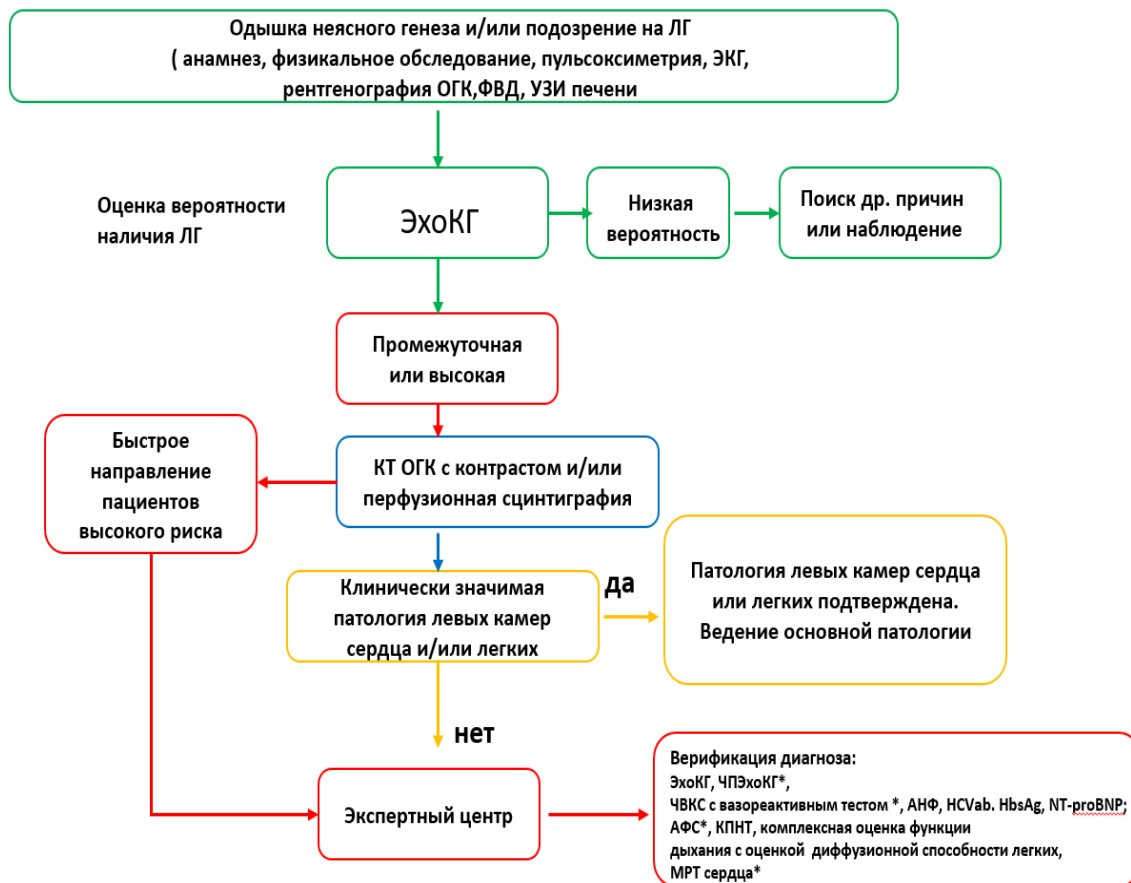 Одышка неясного генеза и/или подозрение на ЛГ
( анамнез, физикальное обследование, пульсоксиметрия, ЭКГ,
рентгенография ОГК,ФВД, УЗИ печени
Оценка вероятности
наличия ЛГ
ЭхоКГ
Низкая
вероятность
Поиск др. причин
или наблюдение
Промежуточная
или высокая
Быстрое
направление
пациентов
высокого риска
КТ ОГК с контрастом и/или
перфузионная сцинтиграфия
Клинически значимая
патология левых камер
сердца и/или легких
да
Патология левых камер сердца
или легких подтверждена.
Ведение основной патологии
нет
Экспертный центр
Верификация диагноза:
ЭхоКГ, ЧПЭхоКГ*,
ЧВКС с вазореактивным тестом *, АНФ, HCVab. HbsAg, NT-proBNP;
АФС*, КПНТ, комплексная оценка функции
дыхания с оценкой диффузионной способности легких,
МРТ сердца*